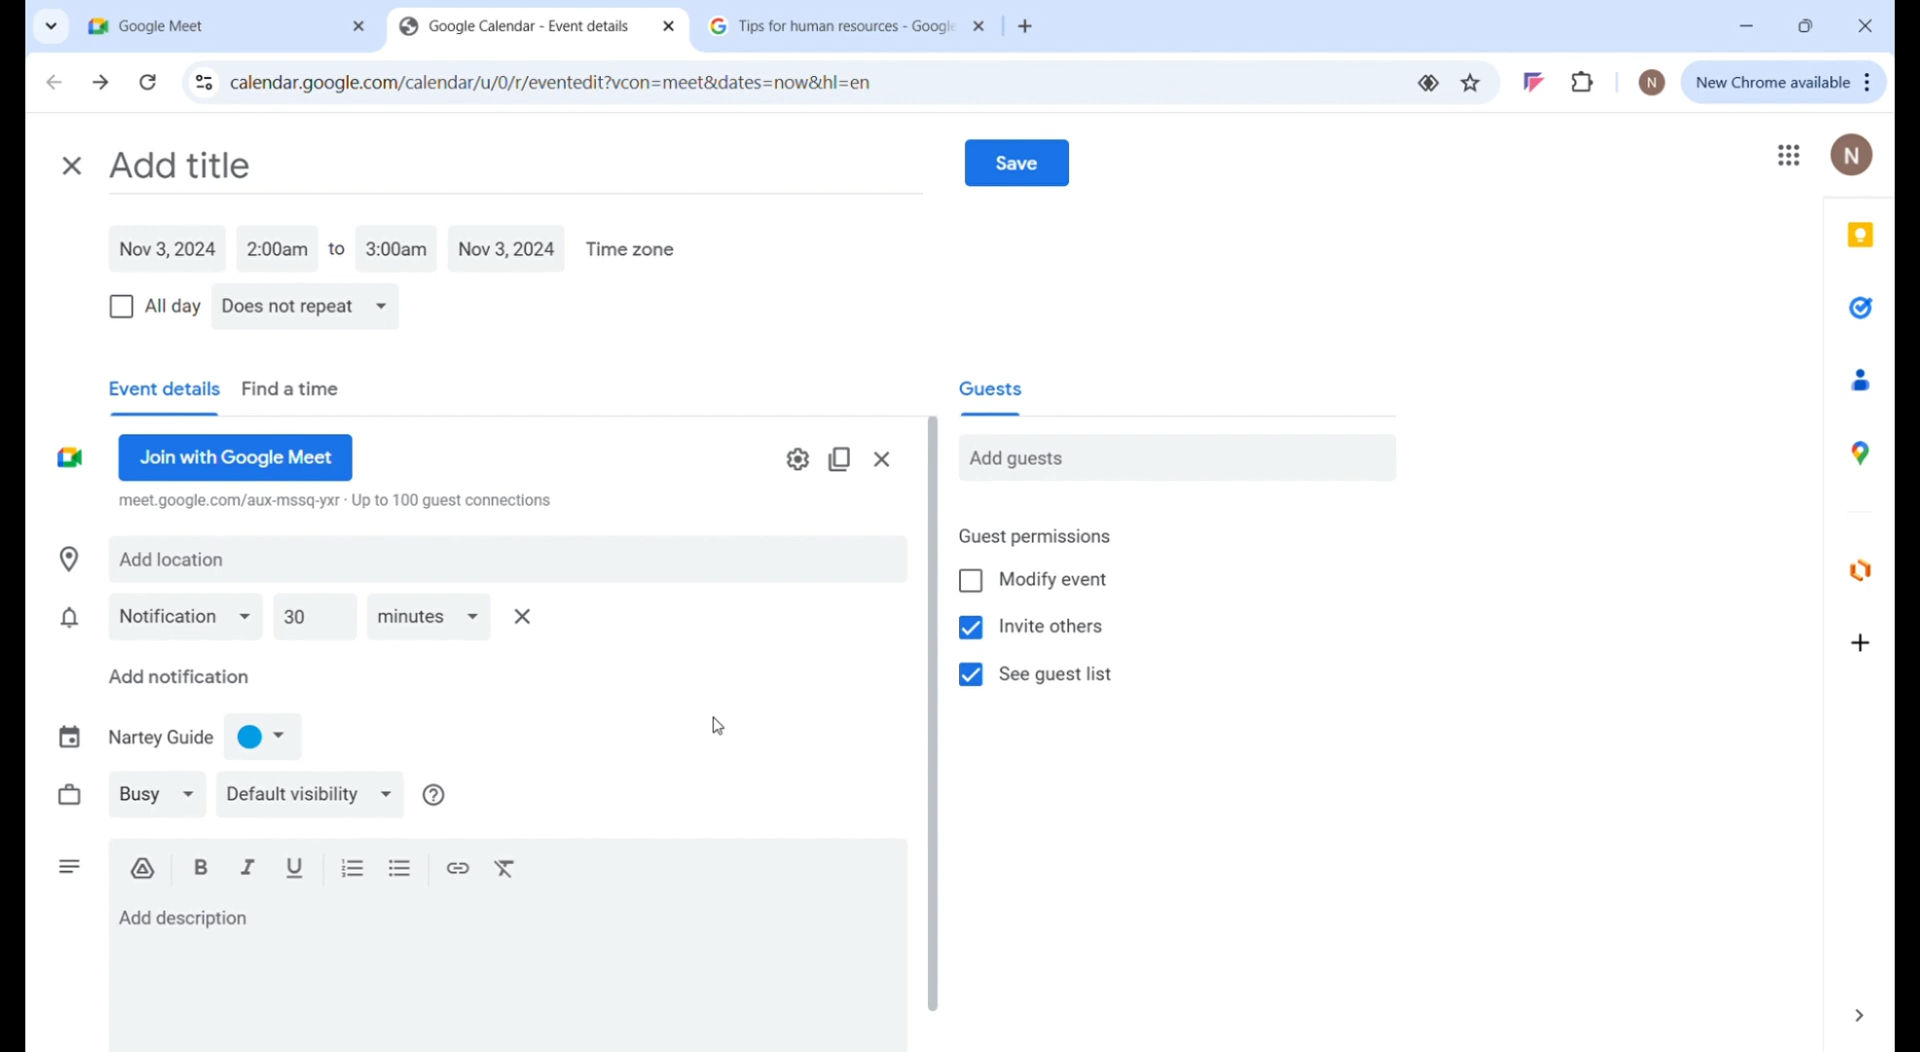 Google Meet
Google Calendar - Event details
Tips for human resources - Google
calendar.google.com/calendar/u/0/r/eventedit?vcon=meet&dates=now&hl=en
N
New Chrome available
Add title
Save
N
Nov 3, 2024 2:00am to 3:00am Nov 3, 2024 Time zone
All day Does not repeat
Event details Find a time
Guests
Join with Google Meet
meet.google.com/aux-mssq-yxr · Up to 100 guest connections
Add guests
Add location
Guest permissions
Modify event
Notification 30 minutes
Invite others
Add notification
See guest list
Nartey Guide
Busy Default visibility
B I U
Add description